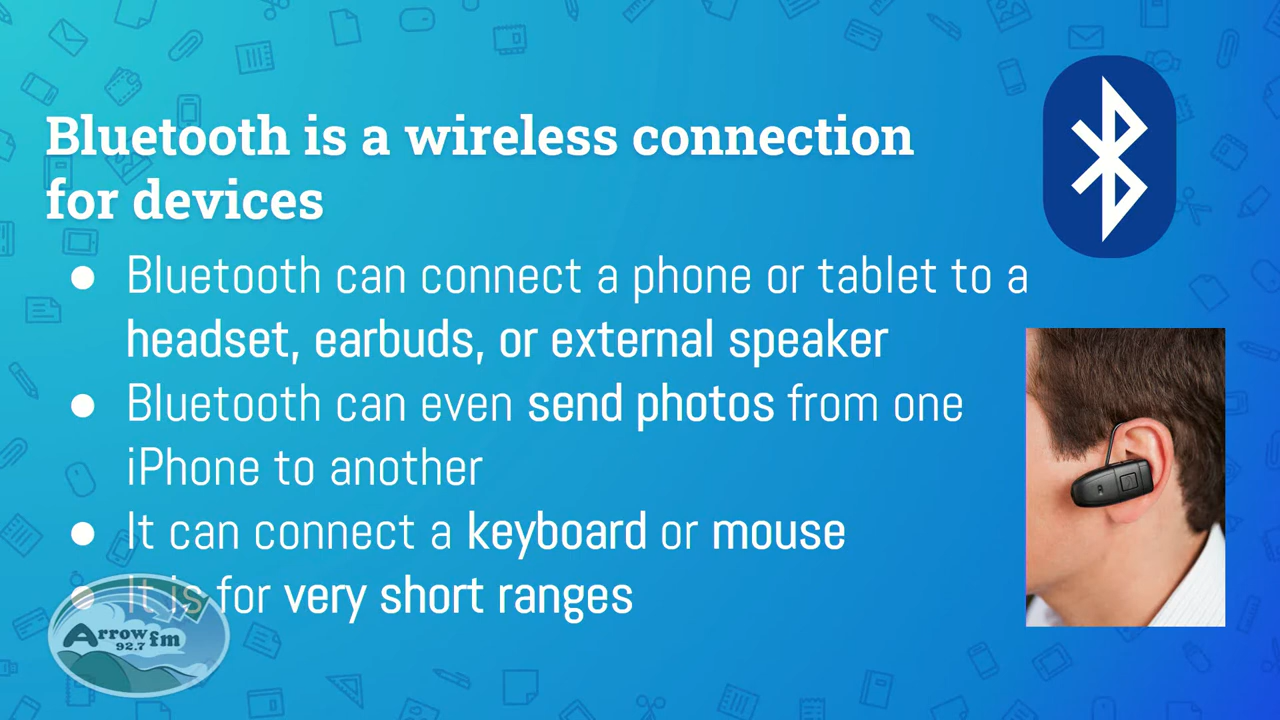 Bluetooth is a wireless connection
for devices
● Bluetooth can connect a phone or tablet to a
headset, earbuds, or external speaker
● Bluetooth can even send photos from one
iPhone to another
● It can connect a keyboard or mouse
● It is for very short ranges
Arrow fm
92.7